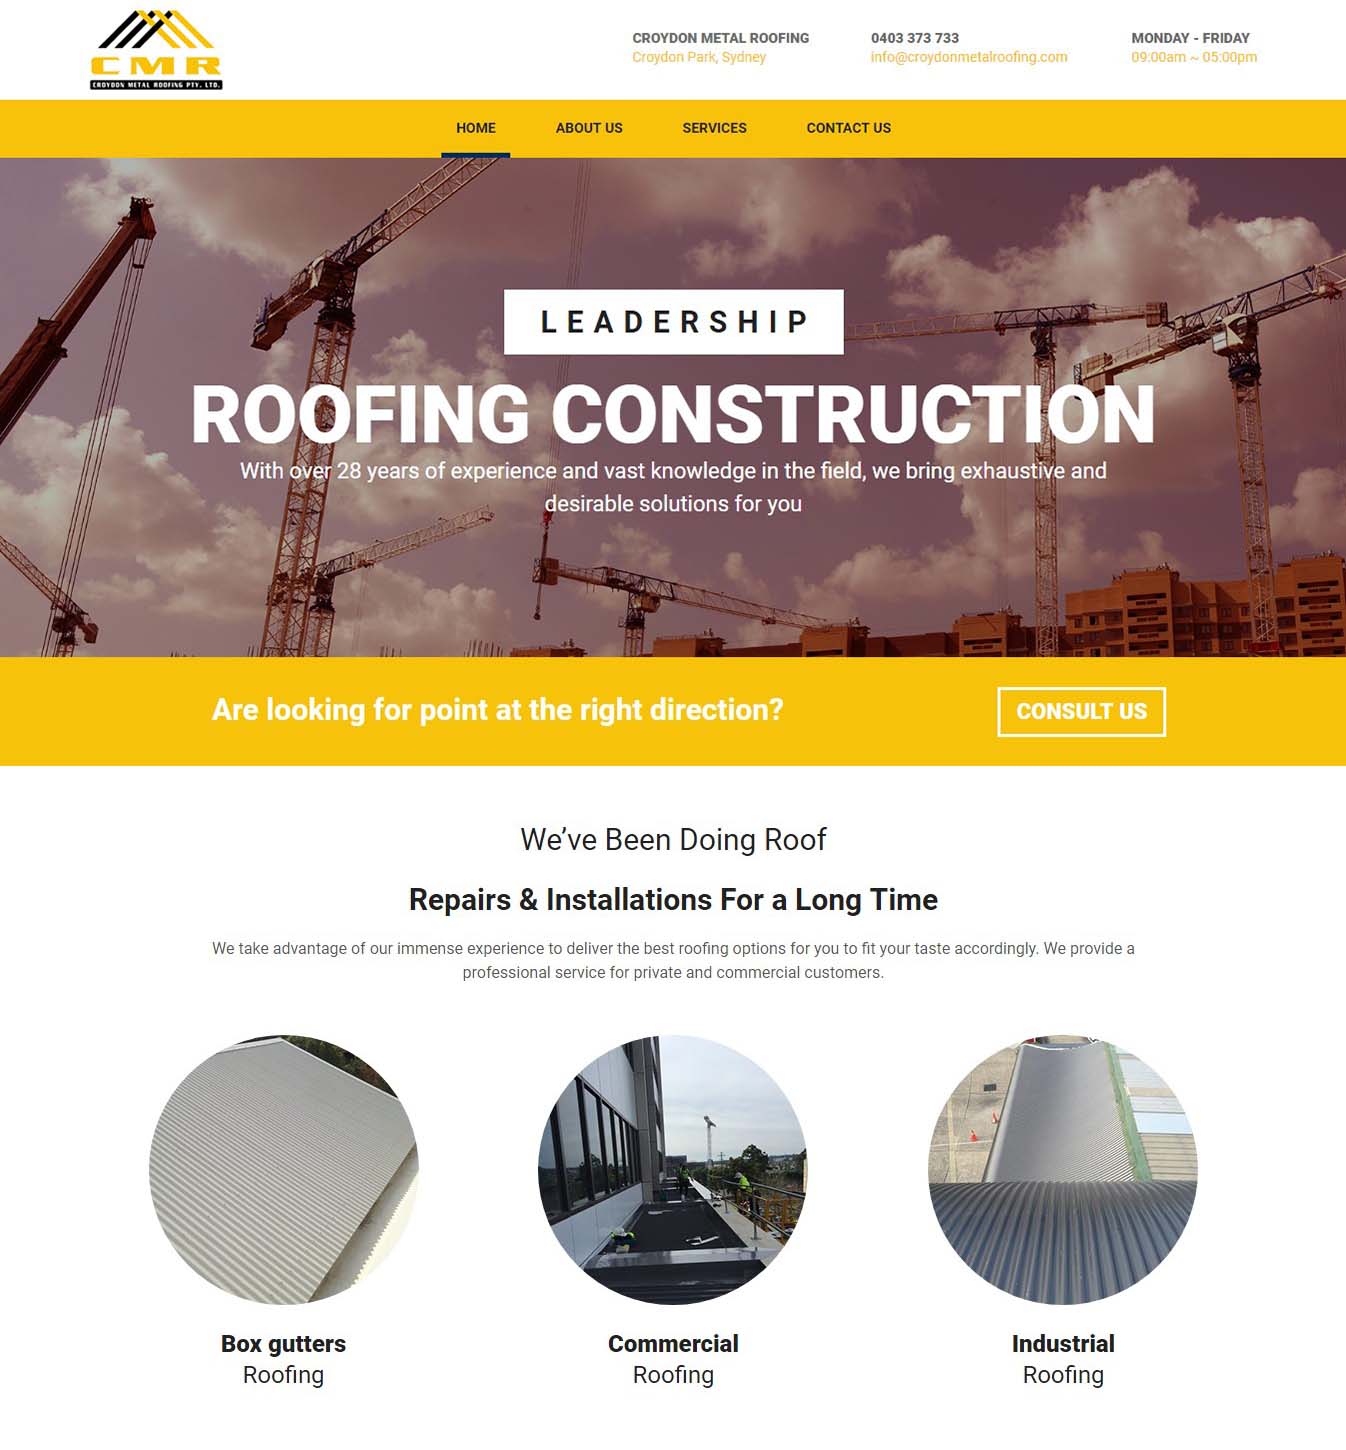 CMR
CROYDON METAL ROOFING PTY. LTD.
CROYDON METAL ROOFING
Croydon Park, Sydney
0403 373 733
info@croydonmetalroofing.com
MONDAY - FRIDAY
09:00am ~ 05:00pm
HOME ABOUT US SERVICES CONTACT US
LEADERSHIP
ROOFING CONSTRUCTION
With over 28 years of experience and vast knowledge in the field, we bring exhaustive and
desirable solutions for you
Are looking for point at the right direction?
CONSULT US
We’ve Been Doing Roof
Repairs & Installations For a Long Time
We take advantage of our immense experience to deliver the best roofing options for you to fit your taste accordingly. We provide a
professional service for private and commercial customers.
Box gutters
Roofing
Commercial
Roofing
Industrial
Roofing